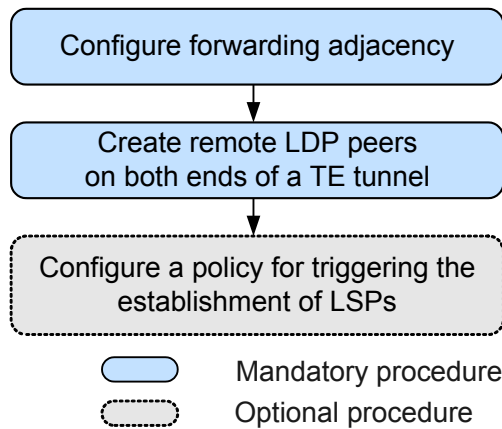 Configure forwarding adjacency
Create remote LDP peers
on both ends of a TE tunnel
Configure a policy for triggering the
establishment of LSPs
Mandatory procedure
Optional procedure